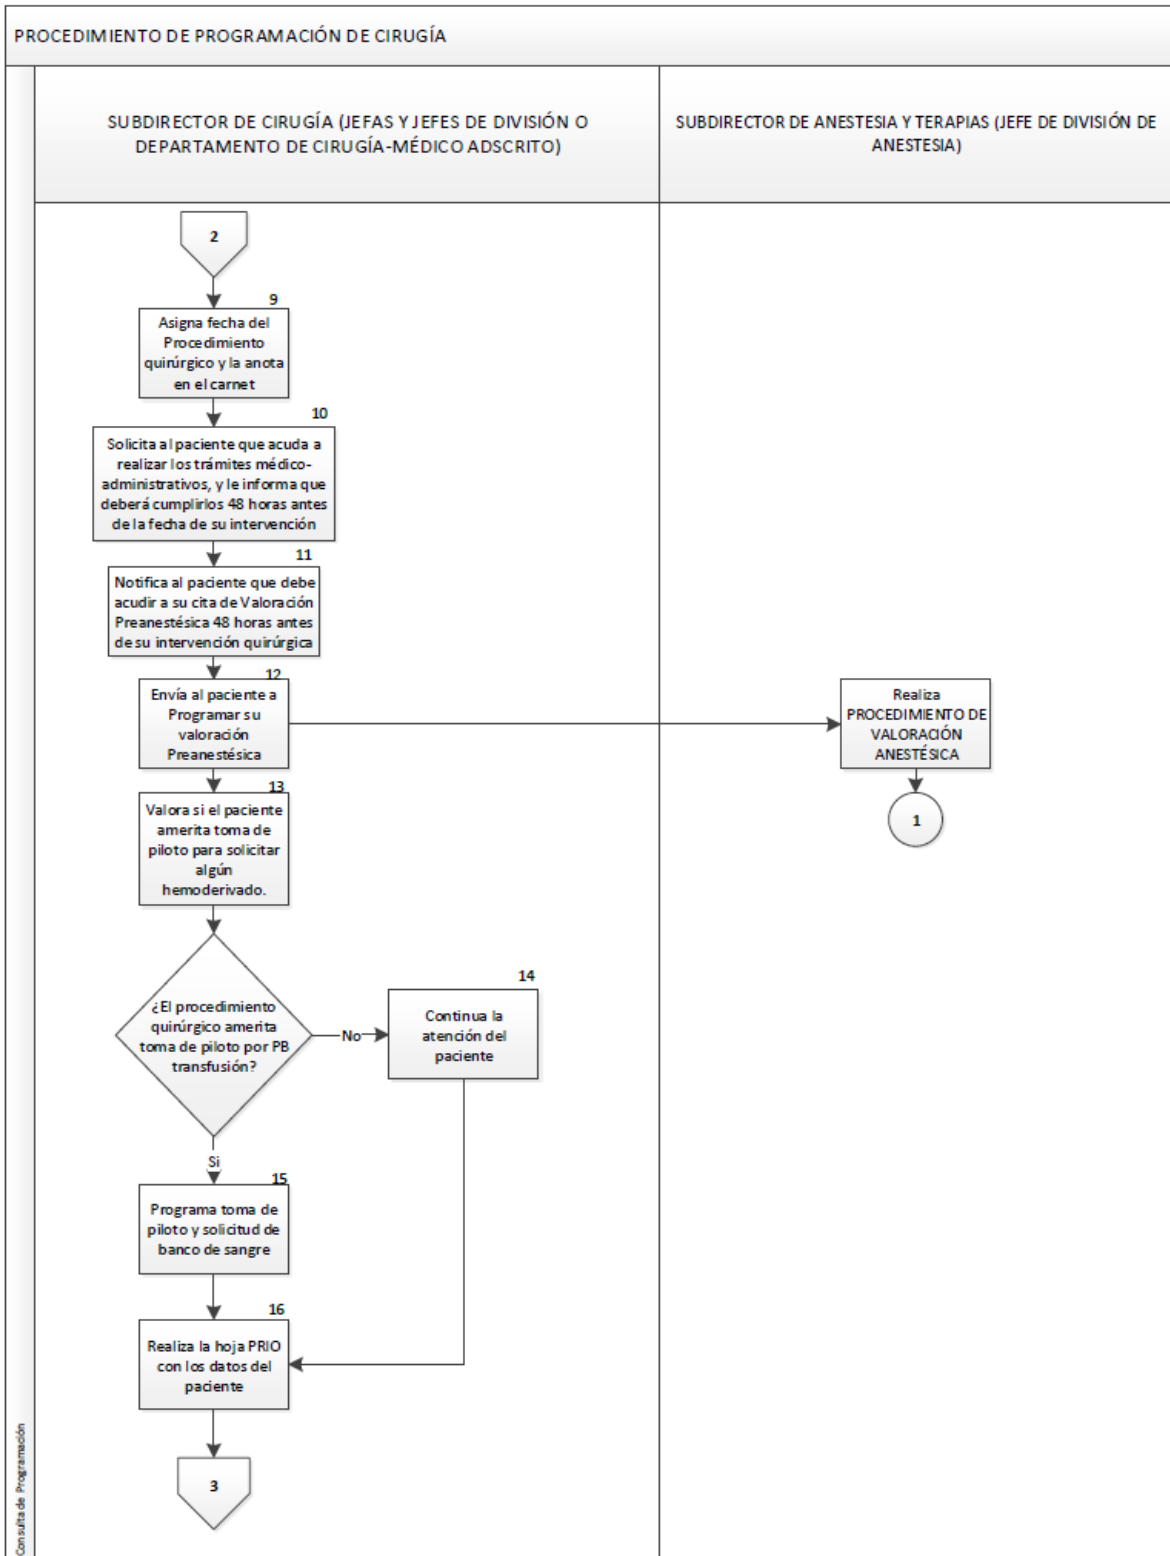 PROCEDIMIENTO DE PROGRAMACIÓN DE CIRUGÍA
SUBDIRECTOR DE CIRUGÍA (JEFAS Y JEFES DE DIVISIÓN O
DEPARTAMENTO DE CIRUGÍA-MÉDICO ADSCRITO)
SUBDIRECTOR DE ANESTESIA Y TERAPIAS (JEFE DE DIVISIÓN DE
ANESTESIA)
2
9
Asigna fecha del
Procedimiento
quirúrgico y la anota
en el carnet
10
Solicita al paciente que acuda a
realizar los trámites médico-
administrativos, y le informa que
deberá cumplirlos 48 horas antes
de la fecha de su intervención
11
Notifica al paciente que debe
acudir a su cita de Valoración
Preanestésica 48 horas antes
de su intervención quirúrgica
12
Envía al paciente a
Programar su
valoración
Preanestésica
Realiza
PROCEDIMIENTO DE
VALORACIÓN
ANESTÉSICA
1
13
Valora si el paciente
amerita toma de
piloto para solicitar
algún
hemoderivado.
¿El procedimiento
quirúrgico amerita
toma de piloto por PB
transfusión?
No
14
Continua la
atención del
paciente
Si
15
Programa toma de
piloto y solicitud de
banco de sangre
16
Realiza la hoja PRIO
con los datos del
paciente
3
Consulta de Programación